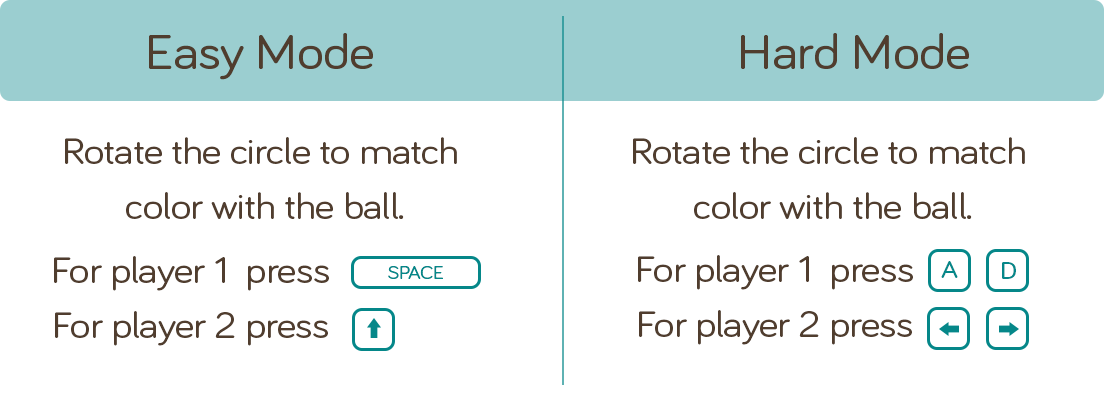 Easy Mode
Rotate the circle to match
color with the ball.
For player 1 press SPACE
For player 2 press
Hard Mode
Rotate the circle to match
color with the ball.
For player 1 press A D
For player 2 press